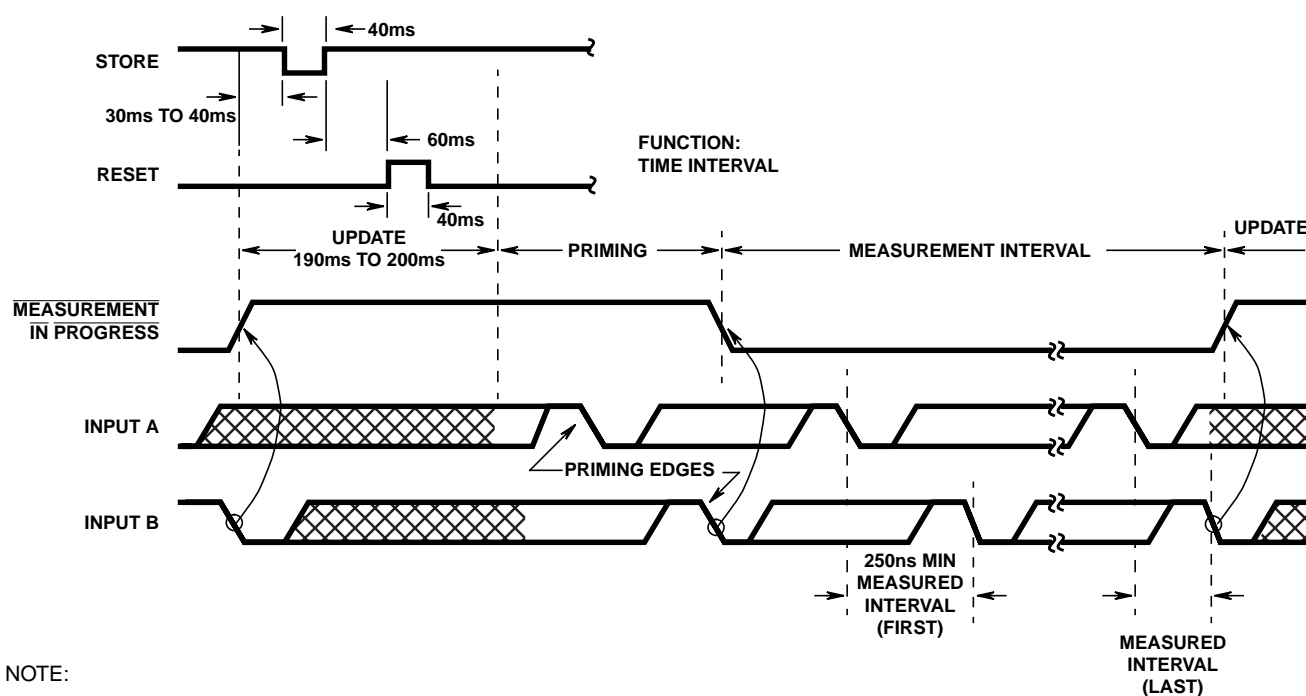 40ms
STORE
30ms TO 40ms
60ms
FUNCTION:
TIME INTERVAL
RESET
40ms
UPDATE
190ms TO 200ms
PRIMING
MEASUREMENT INTERVAL
UPDATE
MEASUREMENT
IN PROGRESS
INPUT A
PRIMING EDGES
INPUT B
250ns MIN
MEASURED
INTERVAL
(FIRST)
MEASURED
INTERVAL
(LAST)
NOTE: